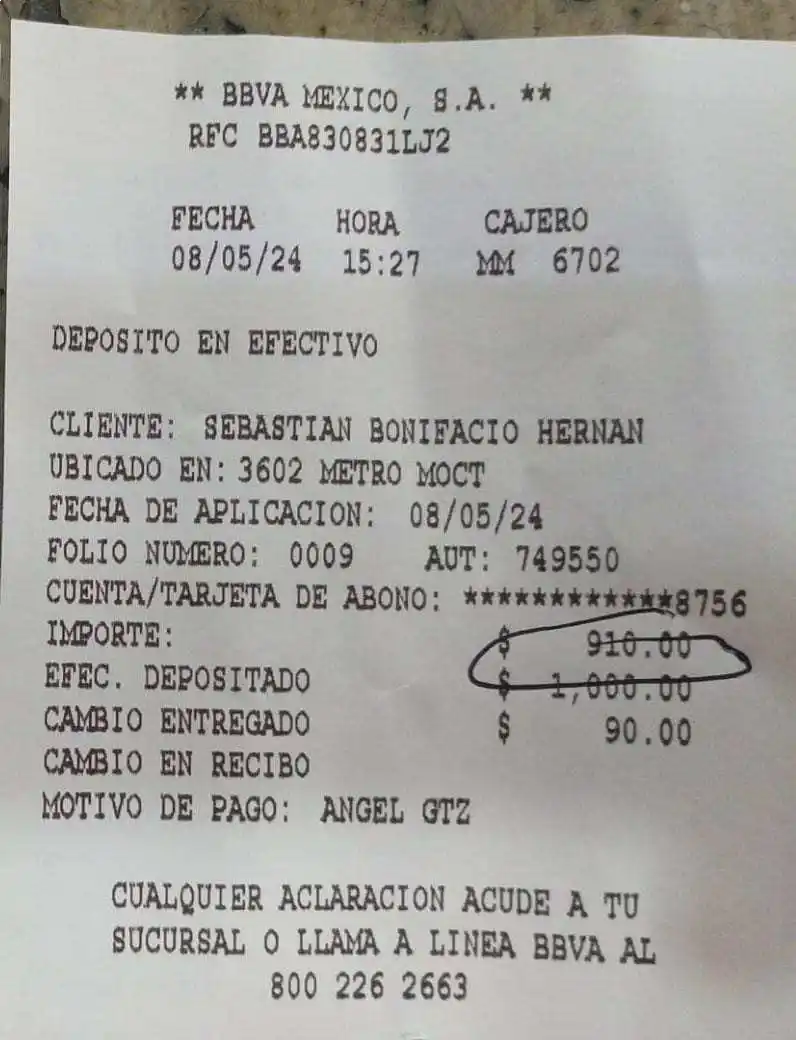 ** BBVA MEXICO, S.A. **
RFC BBA830831LJ2
FECHA HORA CAJERO
08/05/24 15:27 MM 6702
DEPOSITO EN EFECTIVO
CLIENTE: SEBASTIAN BONIFACIO HERNAN
UBICADO EN: 3602 METRO MOCT
FECHA DE APLICACION: 08/05/24
FOLIO NUMERO: 0009 AUT: 749550
CUENTA/TARJETA DE ABONO: ************8756
IMPORTE: $ 910.00
EFEC. DEPOSITADO $ 1,000.00
CAMBIO ENTREGADO $ 90.00
CAMBIO EN RECIBO
MOTIVO DE PAGO: ANGEL GTZ
CUALQUIER ACLARACION ACUDE A TU
SUCURSAL O LLAMA A LINEA BBVA AL
800 226 2663